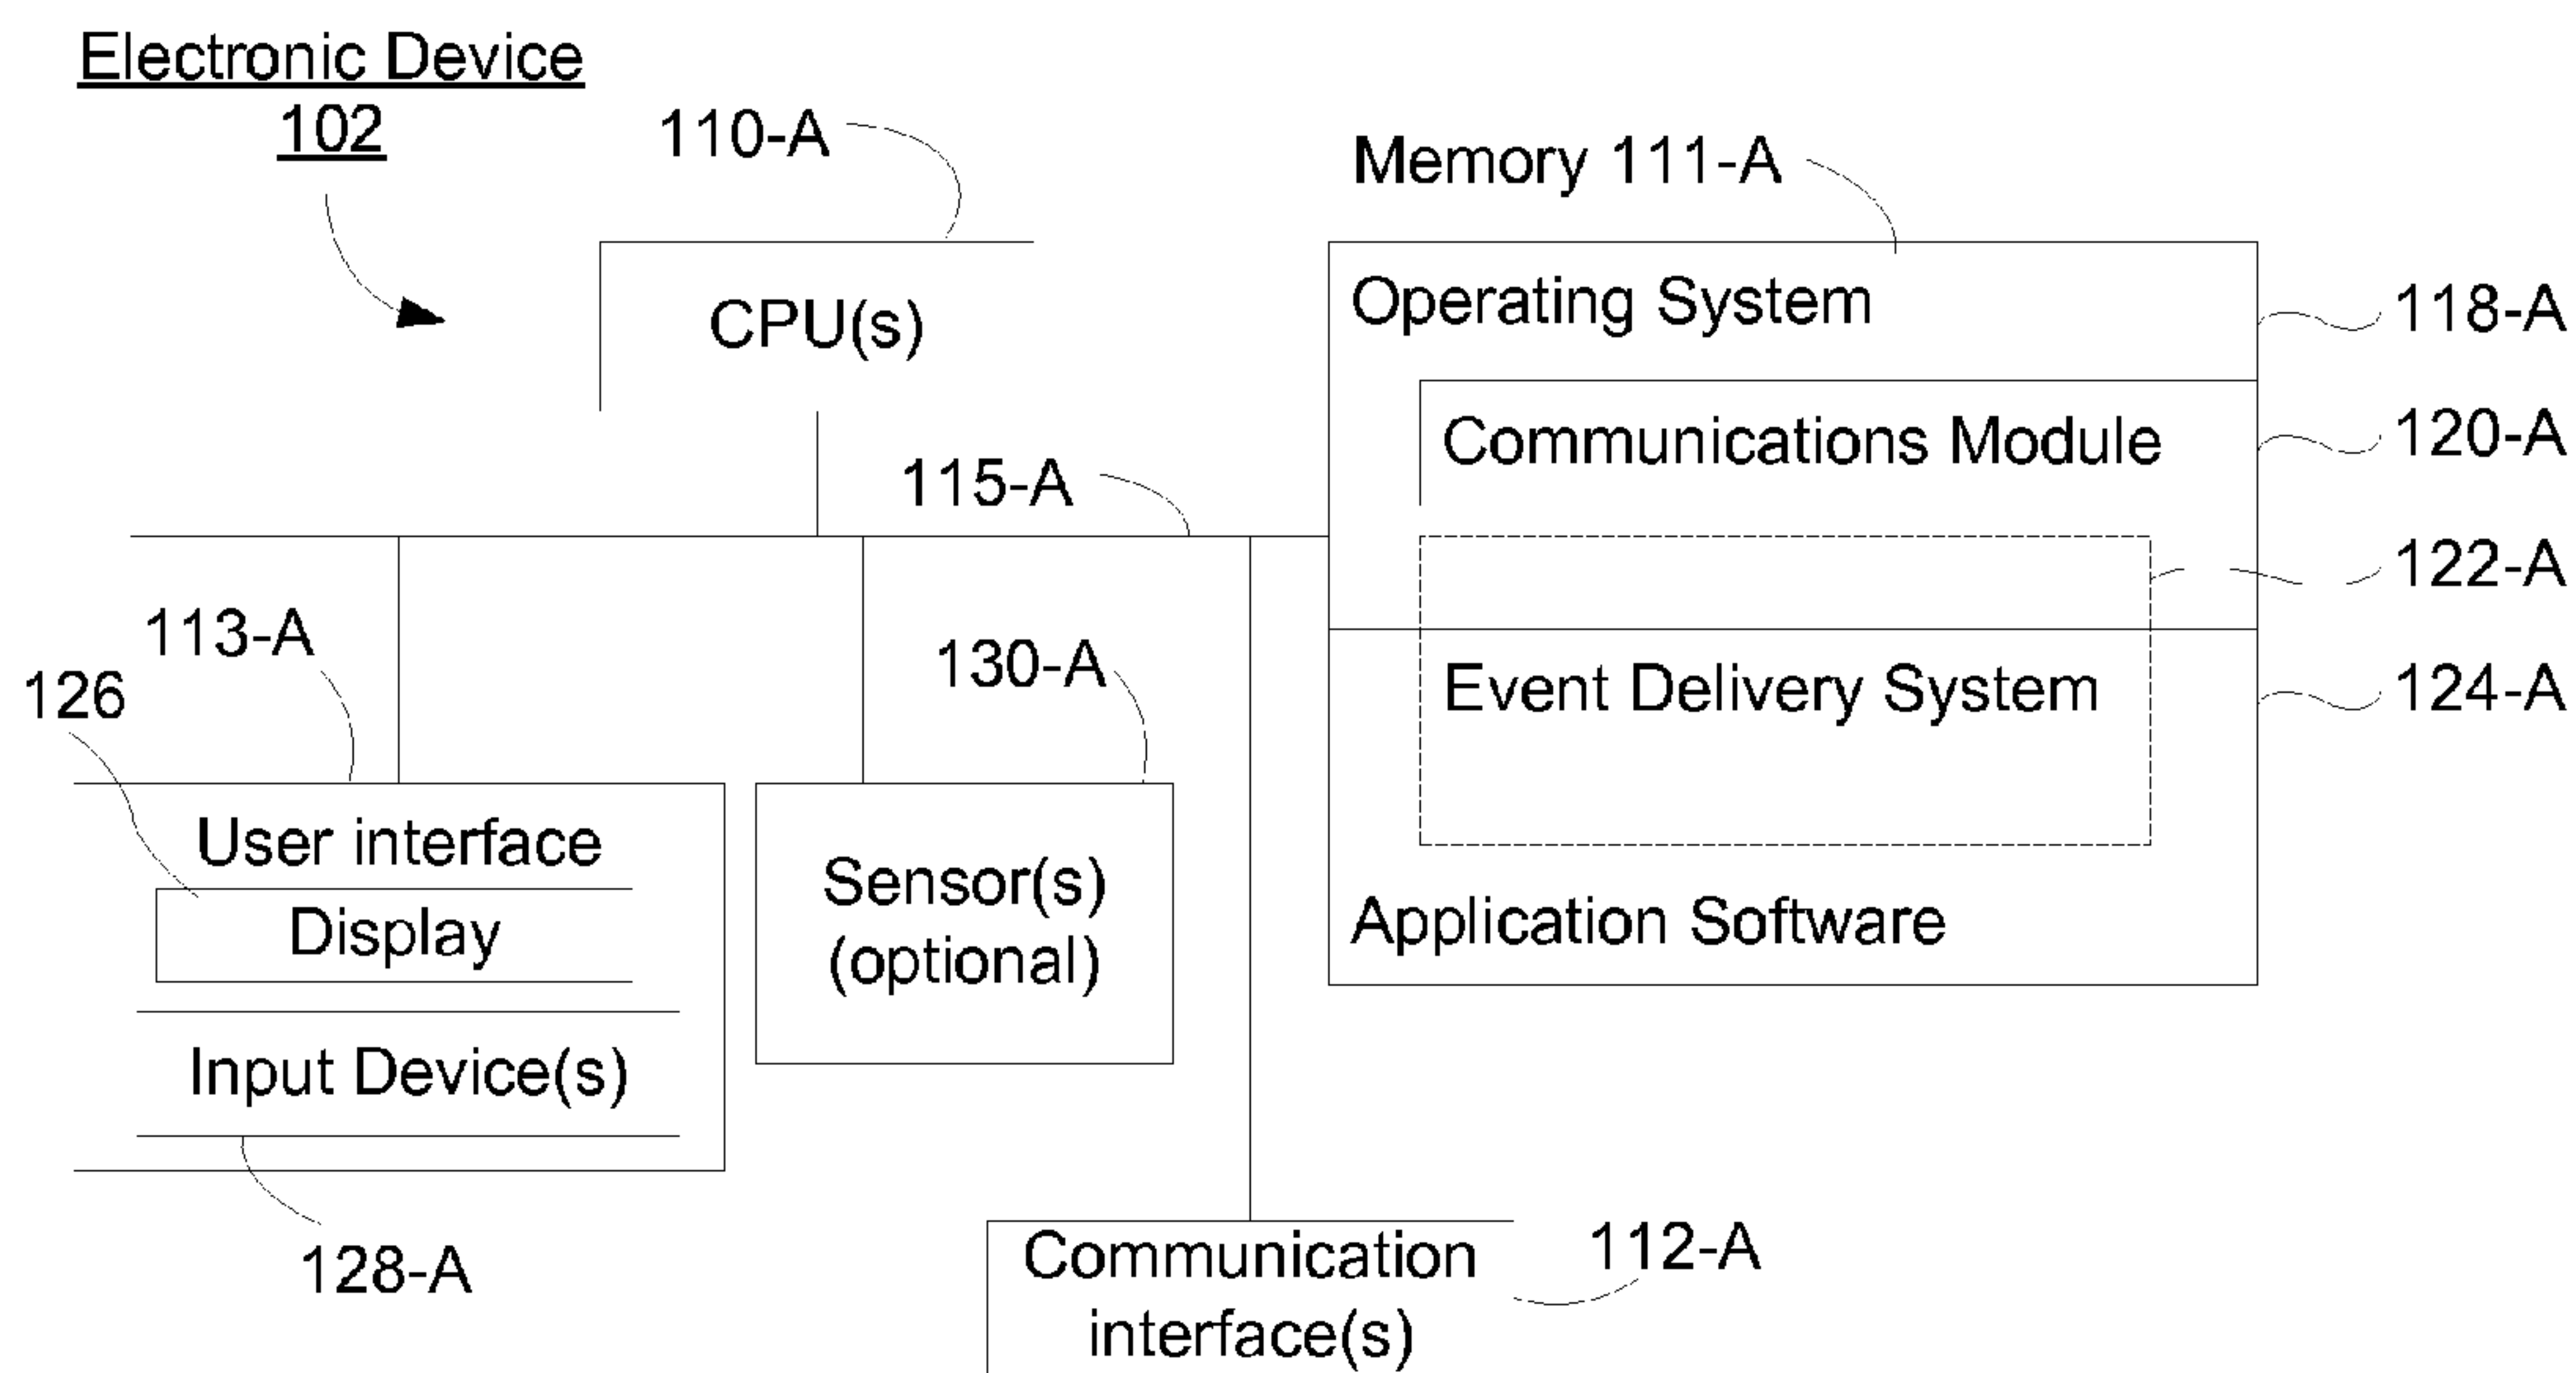 Electronic Device
102
110-A
Memory 111-A
CPU(s)
Operating System
118-A
Communications Module
120-A
115-A
122-A
113-A
130-A
Event Delivery System
124-A
126
User interface
Display
Sensor(s)
(optional)
Application Software
Input Device(s)
128-A
Communication
interface(s)
112-A